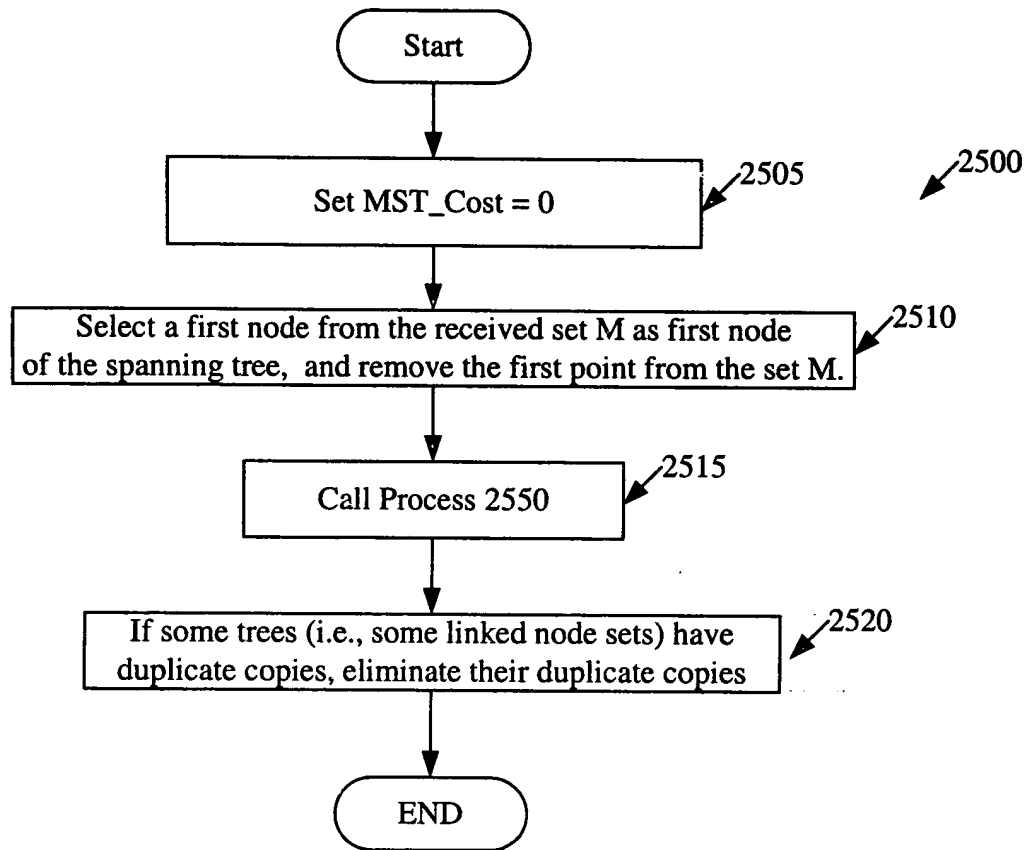 Start
2500
Set MST_Cost = 0
2505
Select a first node from the received set M as first node
of the spanning tree, and remove the first point from the set M.
2510
Call Process 2550
2515
If some trees (i.e., some linked node sets) have
duplicate copies, eliminate their duplicate copies
2520
END